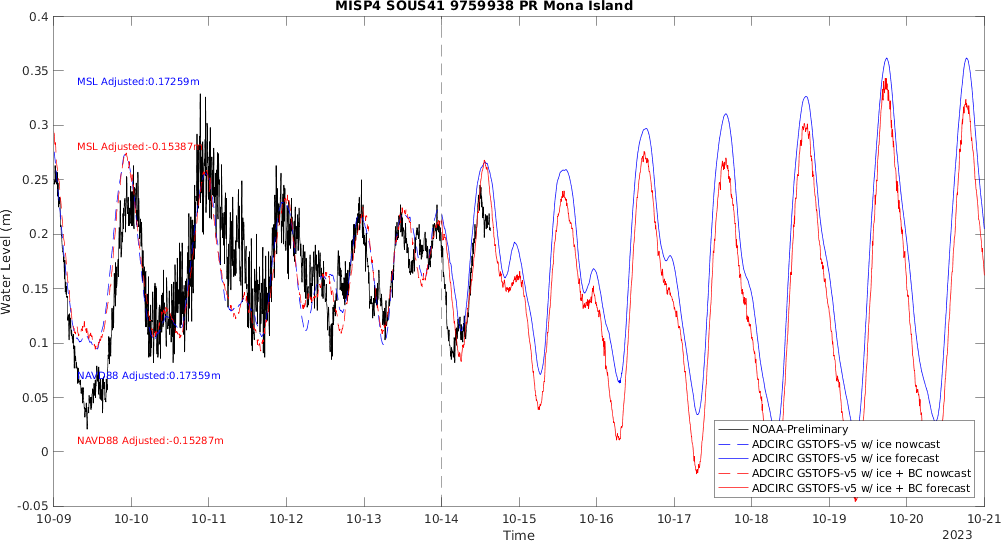 MISP4 SOUS41 9759938 PR Mona Island
0.4
0.35
0.3
0.25
0.2
0.15
0.1
0.05
0
-0.05
Water Level (m)
MSL Adjusted:0.17259m
MSL Adjusted:-0.15387m
NAVD88 Adjusted:0.17359m
NAVD88 Adjusted:-0.15287m
NOAA-Preliminary
ADCIRC GSTOFS-v5 w/ ice nowcast
ADCIRC GSTOFS-v5 w/ ice forecast
ADCIRC GSTOFS-v5 w/ ice + BC nowcast
ADCIRC GSTOFS-v5 w/ ice + BC forecast
10-09 10-10 10-11 10-12 10-13 10-14 10-15 10-16 10-17 10-18 10-19 10-20 10-21
Time
2023